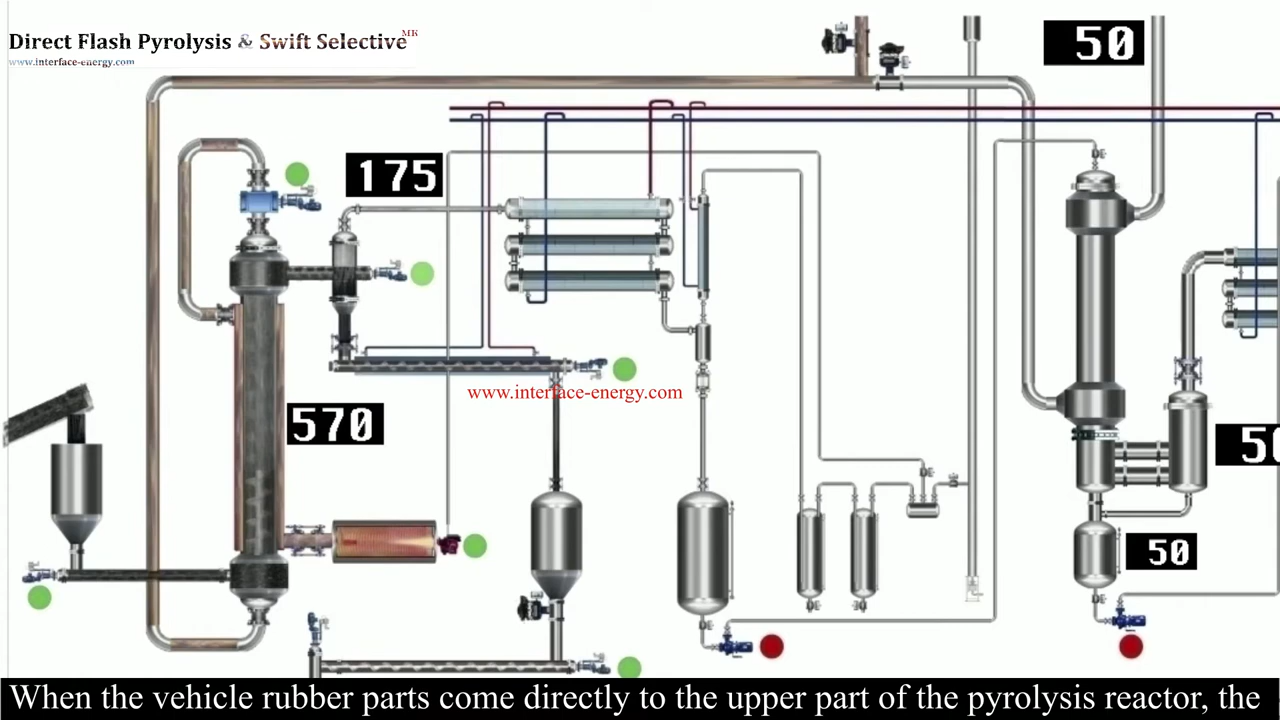 Direct Flash Pyrolysis & Swift Selective MK
www.interface-energy.com
50
175
www.interface-energy.com
570
50
50
When the vehicle rubber parts come directly to the upper part of the pyrolysis reactor, the